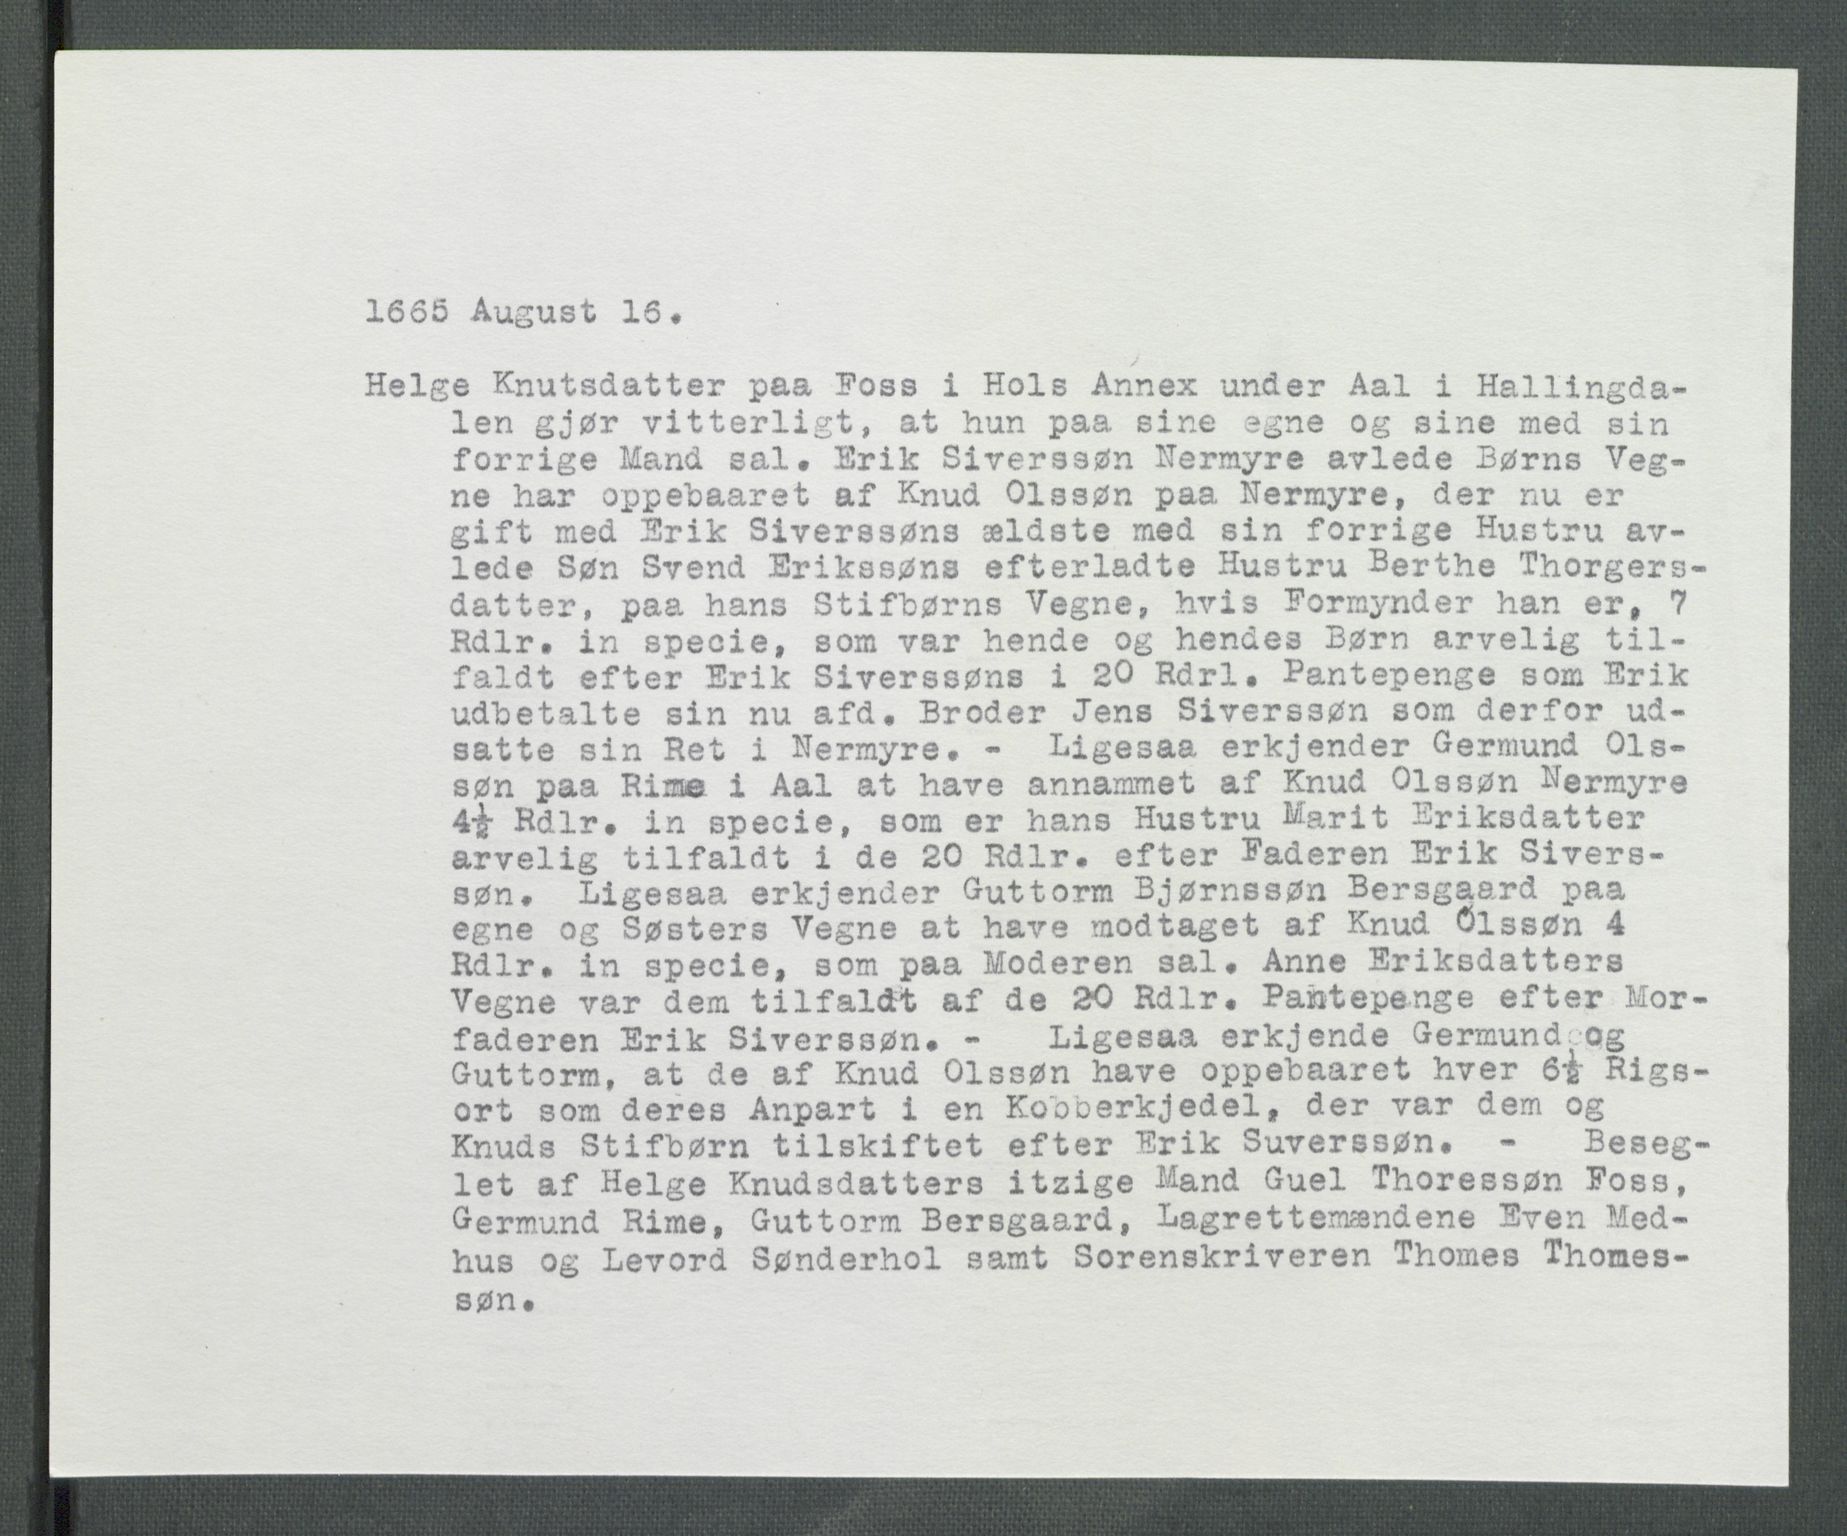 1665 August 16.
Helge Knutsdatter paa Foss i Hols Annex under Aal i Hallingda-
len gjør vitterligt, at hun paa sine egne og sine med sin
forrige Mand sal. Erik Siverssøn Nermyre avlede Børns Veg-
ne har oppebaaret af Knud Olssøn paa Nermyre, der nu er
gift med Erik Siverssøns ældste med sin forrige Hustru av-
lede Søn Svend Erikssøns efterladte Hustru Berthe Thorgers-
datter, paa hans Stifbørns Vegne, hvis Formynder han er, 7
Rdlr. in specie, som var hende og hendes Børn arvelig til-
faldt efter Erik Siverssøns i 20 Rdrl. Pantepenge som Erik
udbetalte sin nu afd. Broder Jens Siverssøn som derfor ud-
satte sin Ret i Nermyre. - Ligesaa erkjender Germund Ols-
søn paa Rime i Aal at have annammet af Knud Olssøn Nermyre
4½ Rdlr. in specie, som er hans Hustru Marit Eriksdatter
arvelig tilfaldt i de 20 Rdlr. efter Faderen Erik Sivers-
søn. Ligesaa erkjender Guttorm Bjørnssøn Bersgaard paa
egne og Søsters Vegne at have modtaget af Knud Olssøn 4
Rdlr. in specie, som paa Moderen sal. Anne Eriksdatters
Vegne var dem tilfaldt af de 20 Rdlr. Pantepenge efter Mor-
faderen Erik Siverssøn. - Ligesaa erkjende Germund og
Guttorm, at de af Knud Olssøn have oppebaaret hver 6½ Rigs-
ort som deres Anpart i en Kobberkjedel, der var dem og
Knuds Stifbørn tilskiftet efter Erik Suverssøn. - Beseg-
let af Helge Knudsdatters itzige Mand Guel Thoressøn Foss,
Germund Rime, Guttorm Bersgaard, Lagrettemændene Even Med-
hus og Levord Sønderhol samt Sorenskriveren Thomes Thomes-
søn.